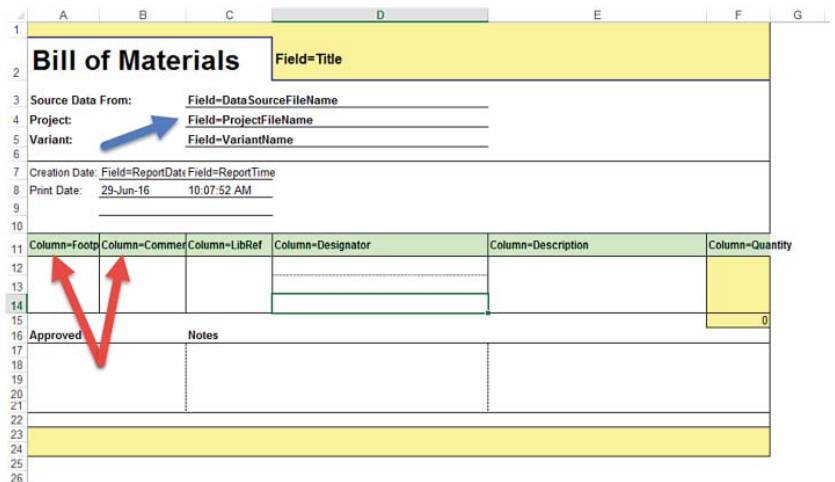 A B C D E F G
1
2 Bill of Materials Field=Title
3 Source Data From: Field=DataSourceFileName
4 Project: Field=ProjectFileName
5 Variant: Field=VariantName
6
7 Creation Date: Field=ReportDate Field=ReportTime
8 Print Date: 29-Jun-16 10:07:52 AM
9
10
11 Column=Footp Column=Commer Column=LibRef Column=Designator Column=Description Column=Quantity
12
13
14
15 0
16 Approved Notes
17
18
19
20
21
22
23
24
25
26